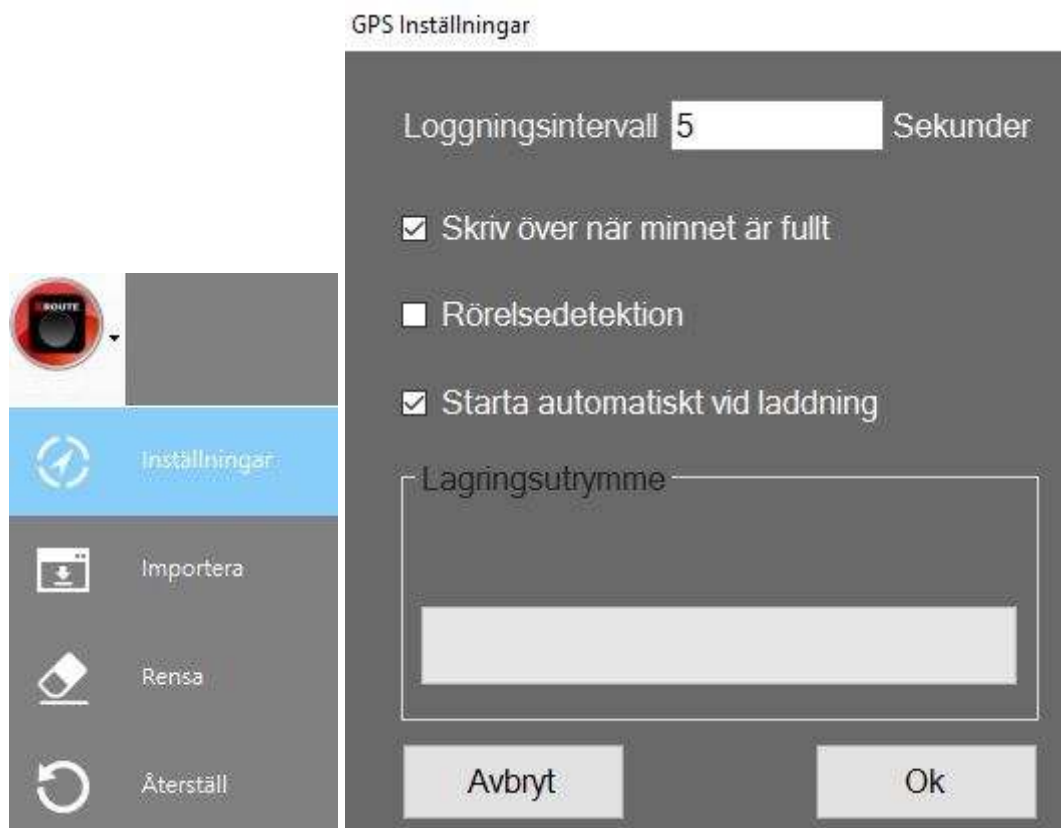 GPS Inställningar
Loggningsintervall 5 Sekunder
Skriv över när minnet är fullt
Rörelsedetektion
Starta automatiskt vid laddning
Lagringsutrymme
Avbryt
Ok
ROUTE
Inställningar
Importera
Rensa
Återställ